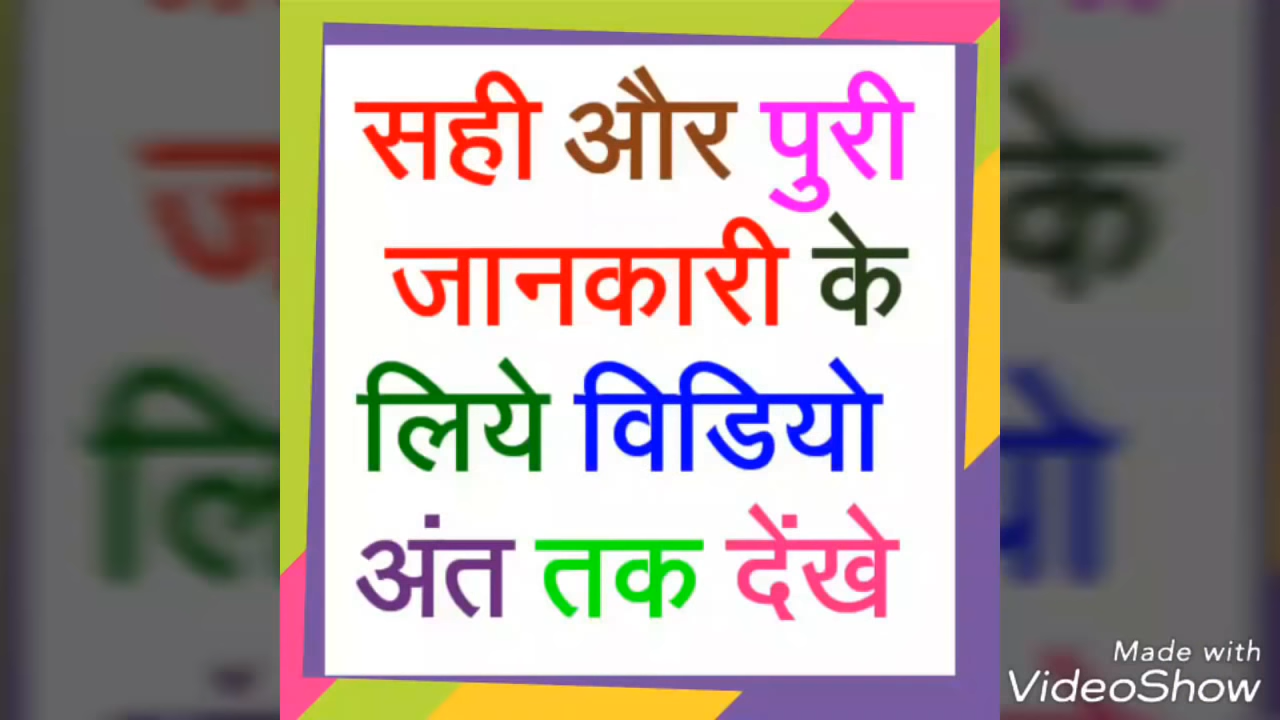 सही और पुरी
जानकारी के
लिये विडियो
अंत तक देंखे
Made with
VideoShow